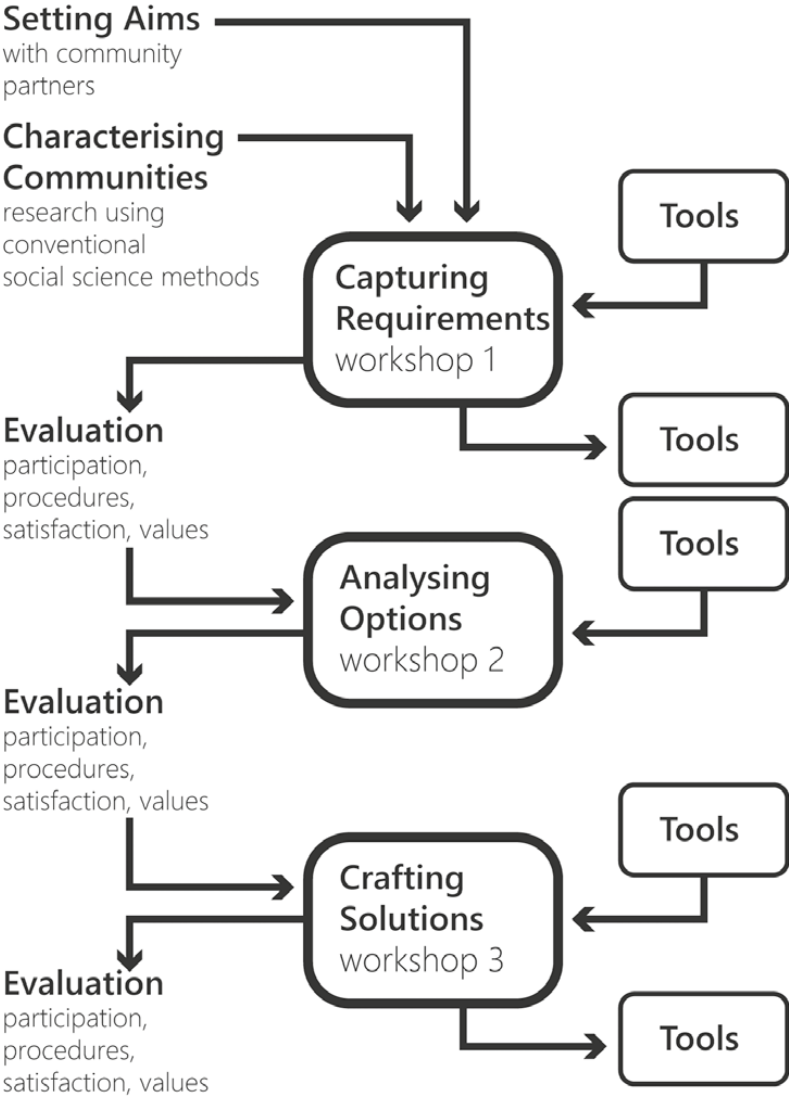 Setting Aims
with community
partners
Characterising
Communities
research using
conventional
social science methods
Tools
Capturing
Requirements
workshop 1
Tools
Evaluation
participation,
procedures,
satisfaction, values
Tools
Analysing
Options
workshop 2
Evaluation
participation,
procedures,
satisfaction, values
Tools
Crafting
Solutions
workshop 3
Evaluation
participation,
procedures,
satisfaction, values
Tools